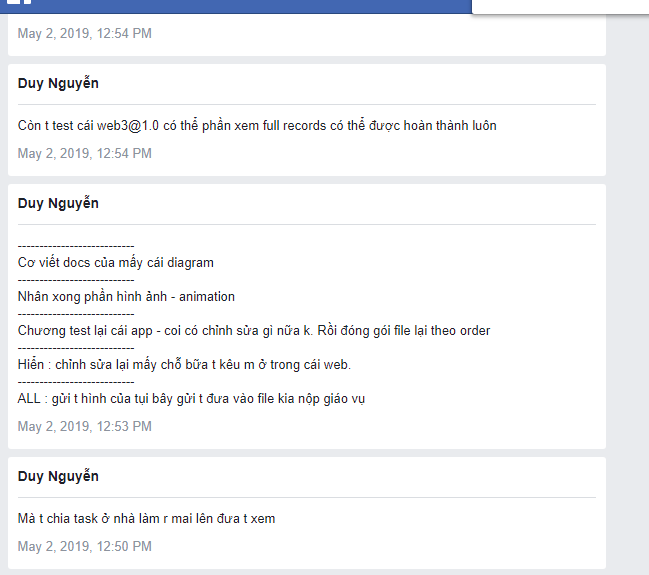 May 2, 2019, 12:54 PM
Duy Nguyễn
Còn t test cái web3@1.0 có thể phần xem full records có thể được hoàn thành luôn
May 2, 2019, 12:54 PM
Duy Nguyễn
---------------------------
Cơ viết docs của mấy cái diagram
---------------------------
Nhân xong phần hình ảnh - animation
---------------------------
Chương test lại cái app - coi có chỉnh sửa gì nữa k. Rồi đóng gói file lại theo order
---------------------------
Hiển : chỉnh sửa lại mấy chỗ bữa t kêu m ở trong cái web.
---------------------------
ALL : gửi t hình của tụi bây gửi t đưa vào file kia nộp giáo vụ
May 2, 2019, 12:53 PM
Duy Nguyễn
Mà t chia task ở nhà làm r mai lên đưa t xem
May 2, 2019, 12:50 PM